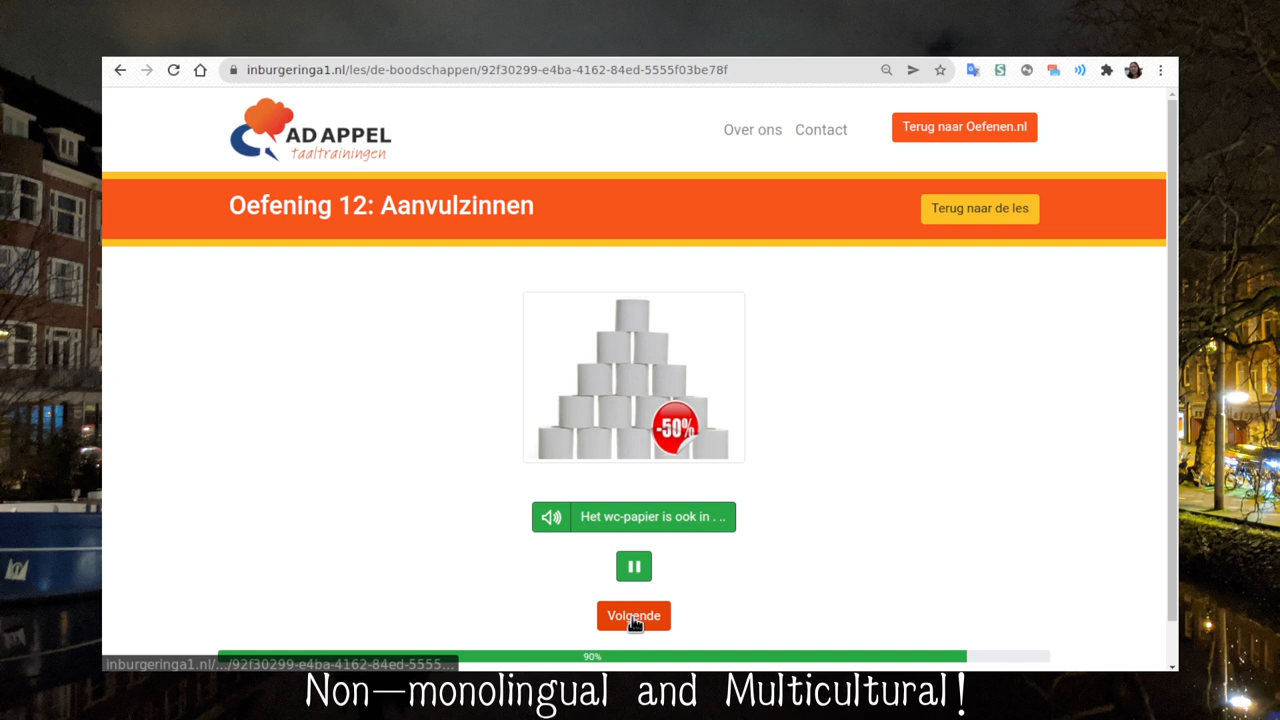 inburgeringa1.nl/les/de-boodschappen/92f30299-e4ba-4162-84ed-5555f03be78f
AD APPEL
taaltrainingen
Over ons Contact
Terug naar Oefenen.nl
Oefening 12: Aanvulzinnen
Terug naar de les
-50%
Het wc-papier is ook in . ..
Volgende
90%
inburgeringa1.nl/.../92f30299-e4ba-4162-84ed-5555...
Non-monolingual and Multicultural!